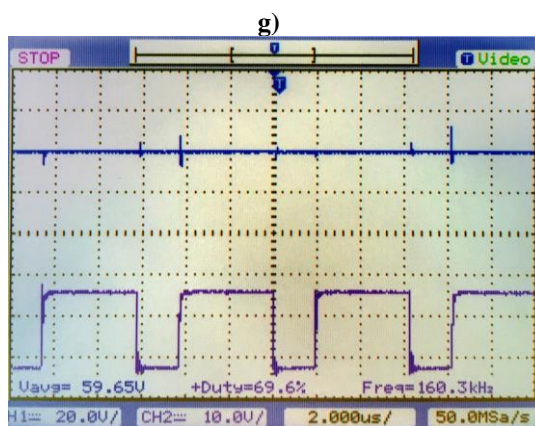 g)
STOP T Video
T
Vavg= 59.65V +Duty=69.6% Freq=160.3kHz
H1 20.0V/ CH2 10.0V/ 2.000us/ 50.0MSa/s